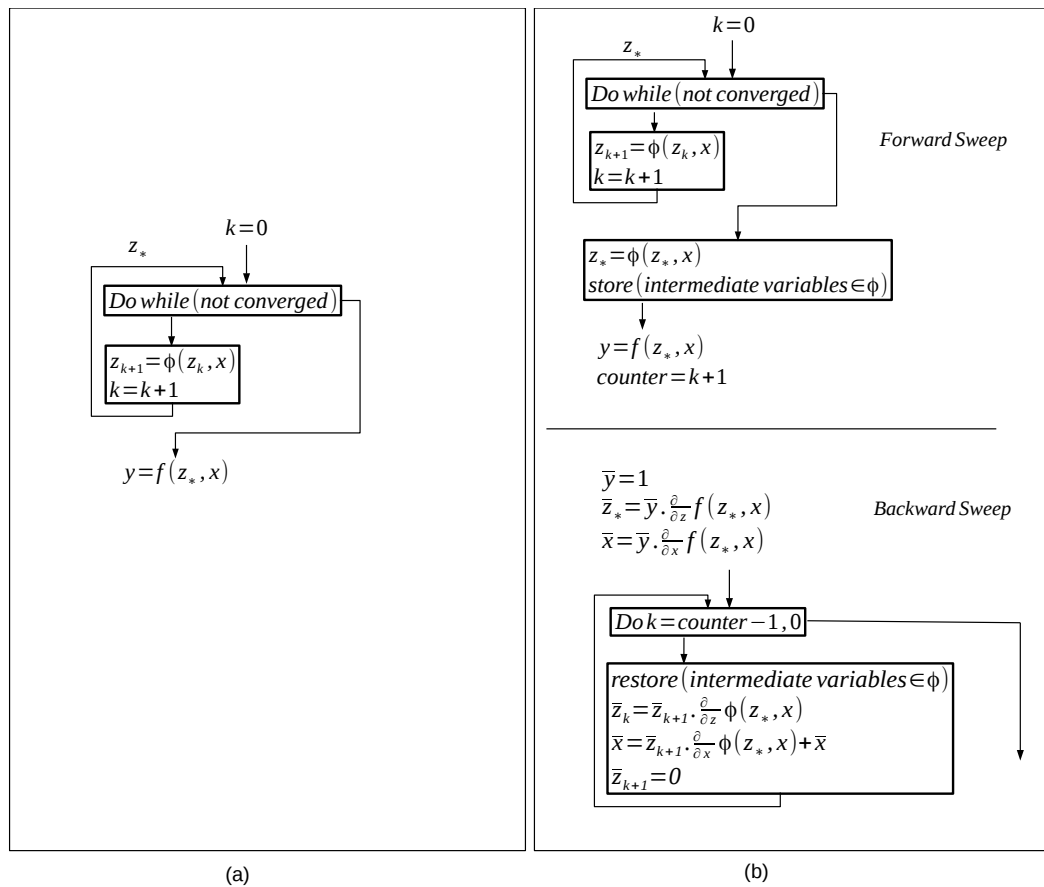 k=0
z*
Do while(not converged)
z_{k+1}=ϕ(z_k,x)
k=k+1
y=f(z*,x)
(a)
k=0
z*
Do while(not converged)
z_{k+1}=ϕ(z_k,x)
k=k+1
Forward Sweep
z*=ϕ(z*,x)
store(intermediate variables∈ϕ)
y=f(z*,x)
counter=k+1
y̅=1
z̅*=y̅.∂/∂z f(z*,x)
x̅=y̅.∂/∂x f(z*,x)
Backward Sweep
Do k=counter−1,0
restore(intermediate variables∈ϕ)
z̅_k=z̅_{k+1}.∂/∂z ϕ(z*,x)
x̅=z̅_{k+1}.∂/∂x ϕ(z*,x)+x̅
z̅_{k+1}=0
(b)